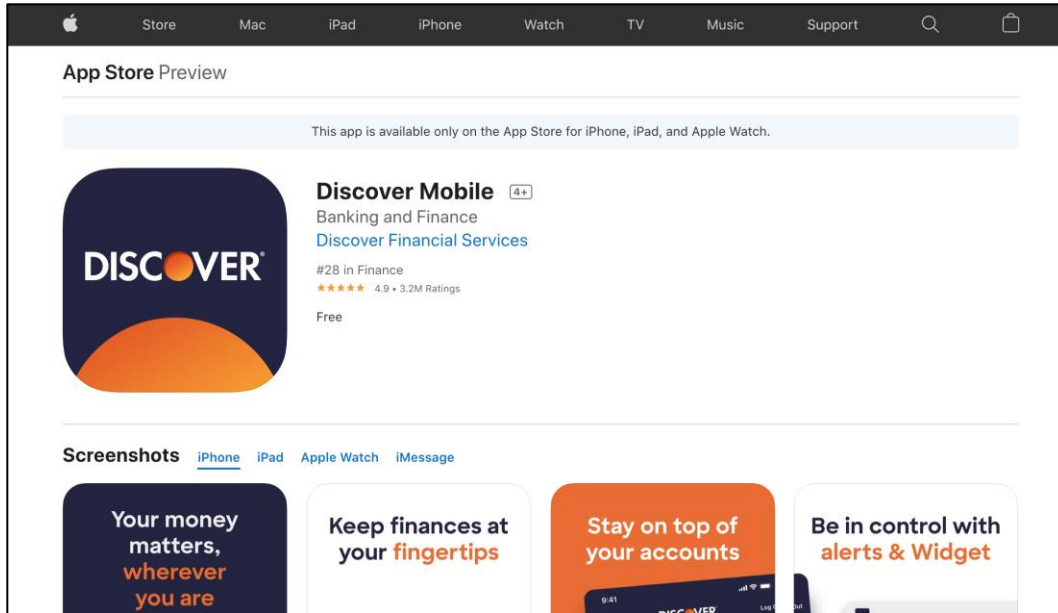 Store Mac iPad iPhone Watch TV Music Support
App Store Preview
This app is available only on the App Store for iPhone, iPad, and Apple Watch.
DISCOVER®
Discover Mobile 4+
Banking and Finance
Discover Financial Services
#28 in Finance
★★★★★ 4.9 • 3.2M Ratings
Free
Screenshots iPhone iPad Apple Watch iMessage
Your money
matters,
wherever
you are
Keep finances at
your fingertips
Stay on top of
your accounts
9:41
DISCOVER
Be in control with
alerts & Widget